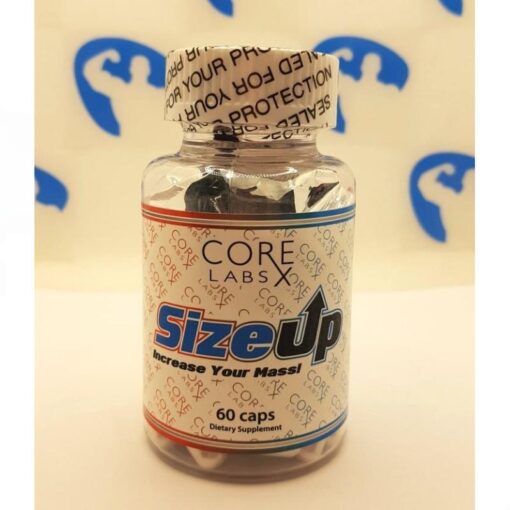 SEALED FOR YOUR PROTECTION
CORE
LABS X
SizeUp
Increase Your Mass!
60 caps
Dietary Supplement